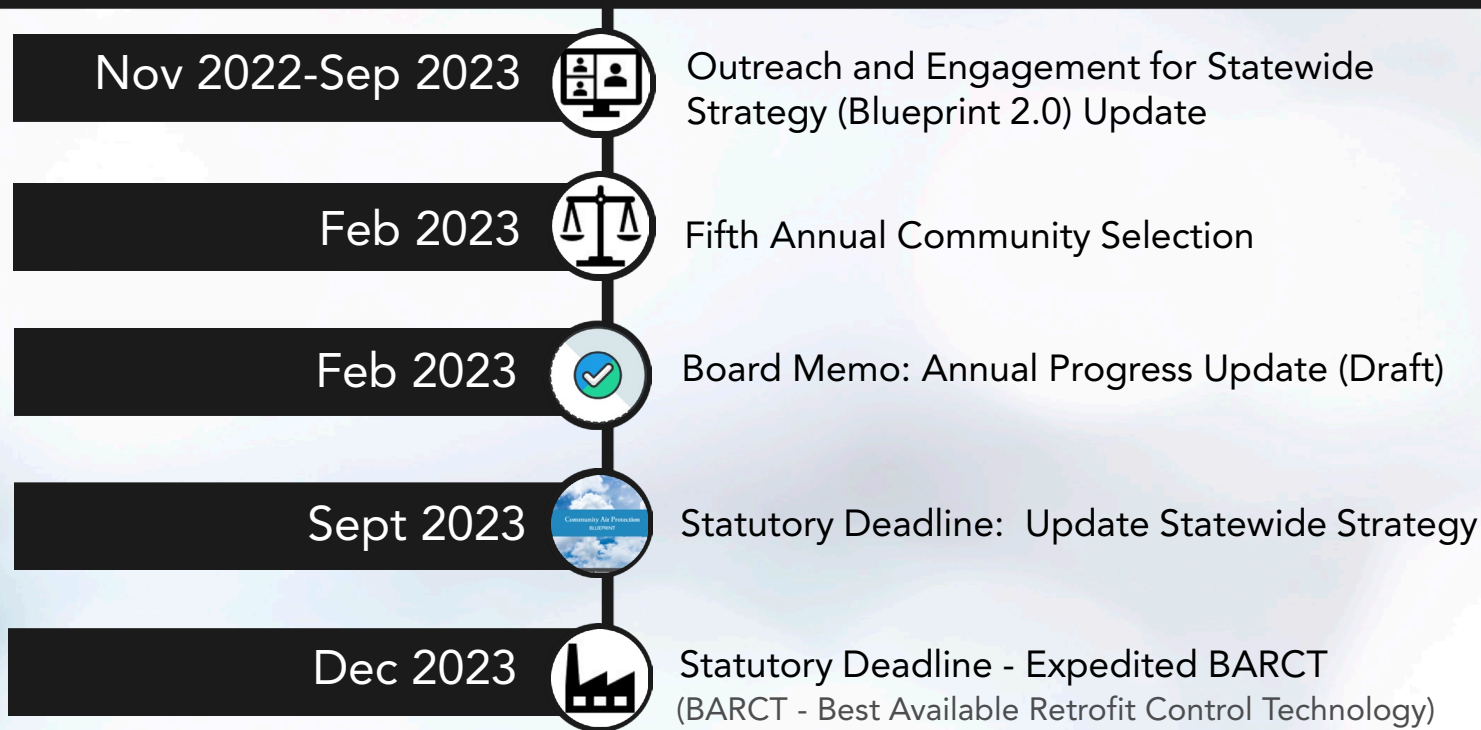 Nov 2022-Sep 2023
Outreach and Engagement for Statewide
Strategy (Blueprint 2.0) Update
Feb 2023
Fifth Annual Community Selection
Feb 2023
Board Memo: Annual Progress Update (Draft)
Sept 2023
Community Air Protection
BLUEPRINT
Statutory Deadline:  Update Statewide Strategy
Dec 2023
Statutory Deadline - Expedited BARCT
(BARCT - Best Available Retrofit Control Technology)